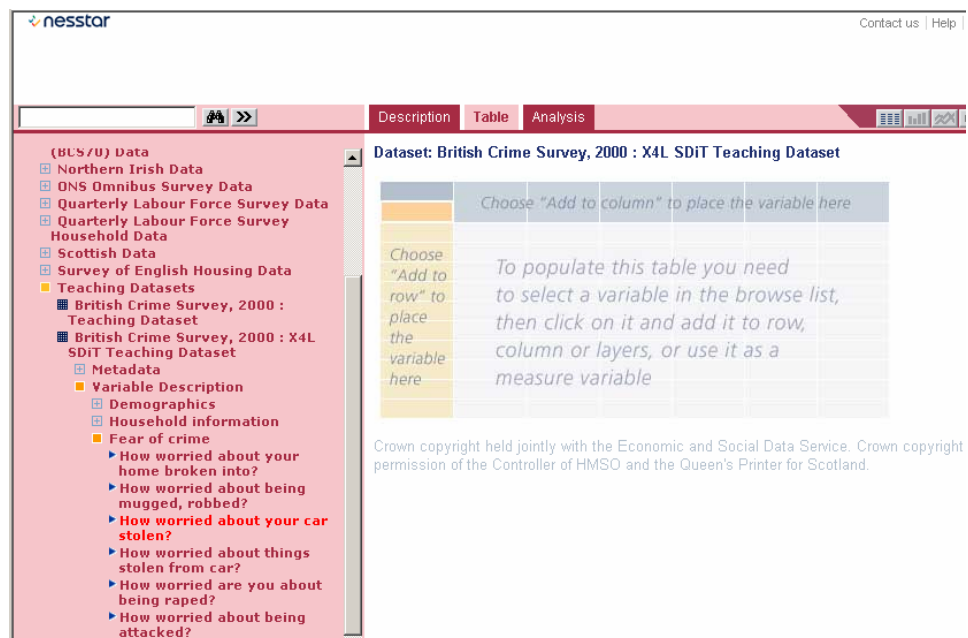 nesstar
Contact us | Help |
Description Table Analysis
(BCS70) Data
Northern Irish Data
ONS Omnibus Survey Data
Quarterly Labour Force Survey Data
Quarterly Labour Force Survey
Household Data
Scottish Data
Survey of English Housing Data
Teaching Datasets
British Crime Survey, 2000 :
Teaching Dataset
British Crime Survey, 2000 : X4L
SDiT Teaching Dataset
Metadata
Variable Description
Demographics
Household information
Fear of crime
How worried about your
home broken into?
How worried about being
mugged, robbed?
How worried about your car
stolen?
How worried about things
stolen from car?
How worried are you about
being raped?
How worried about being
attacked?
Dataset: British Crime Survey, 2000 : X4L SDiT Teaching Dataset
Choose "Add to column" to place the variable here
Choose
"Add to
row" to
place
the
variable
here
To populate this table you need
to select a variable in the browse list,
then click on it and add it to row,
column or layers, or use it as a
measure variable
Crown copyright held jointly with the Economic and Social Data Service. Crown copyright
permission of the Controller of HMSO and the Queen's Printer for Scotland.